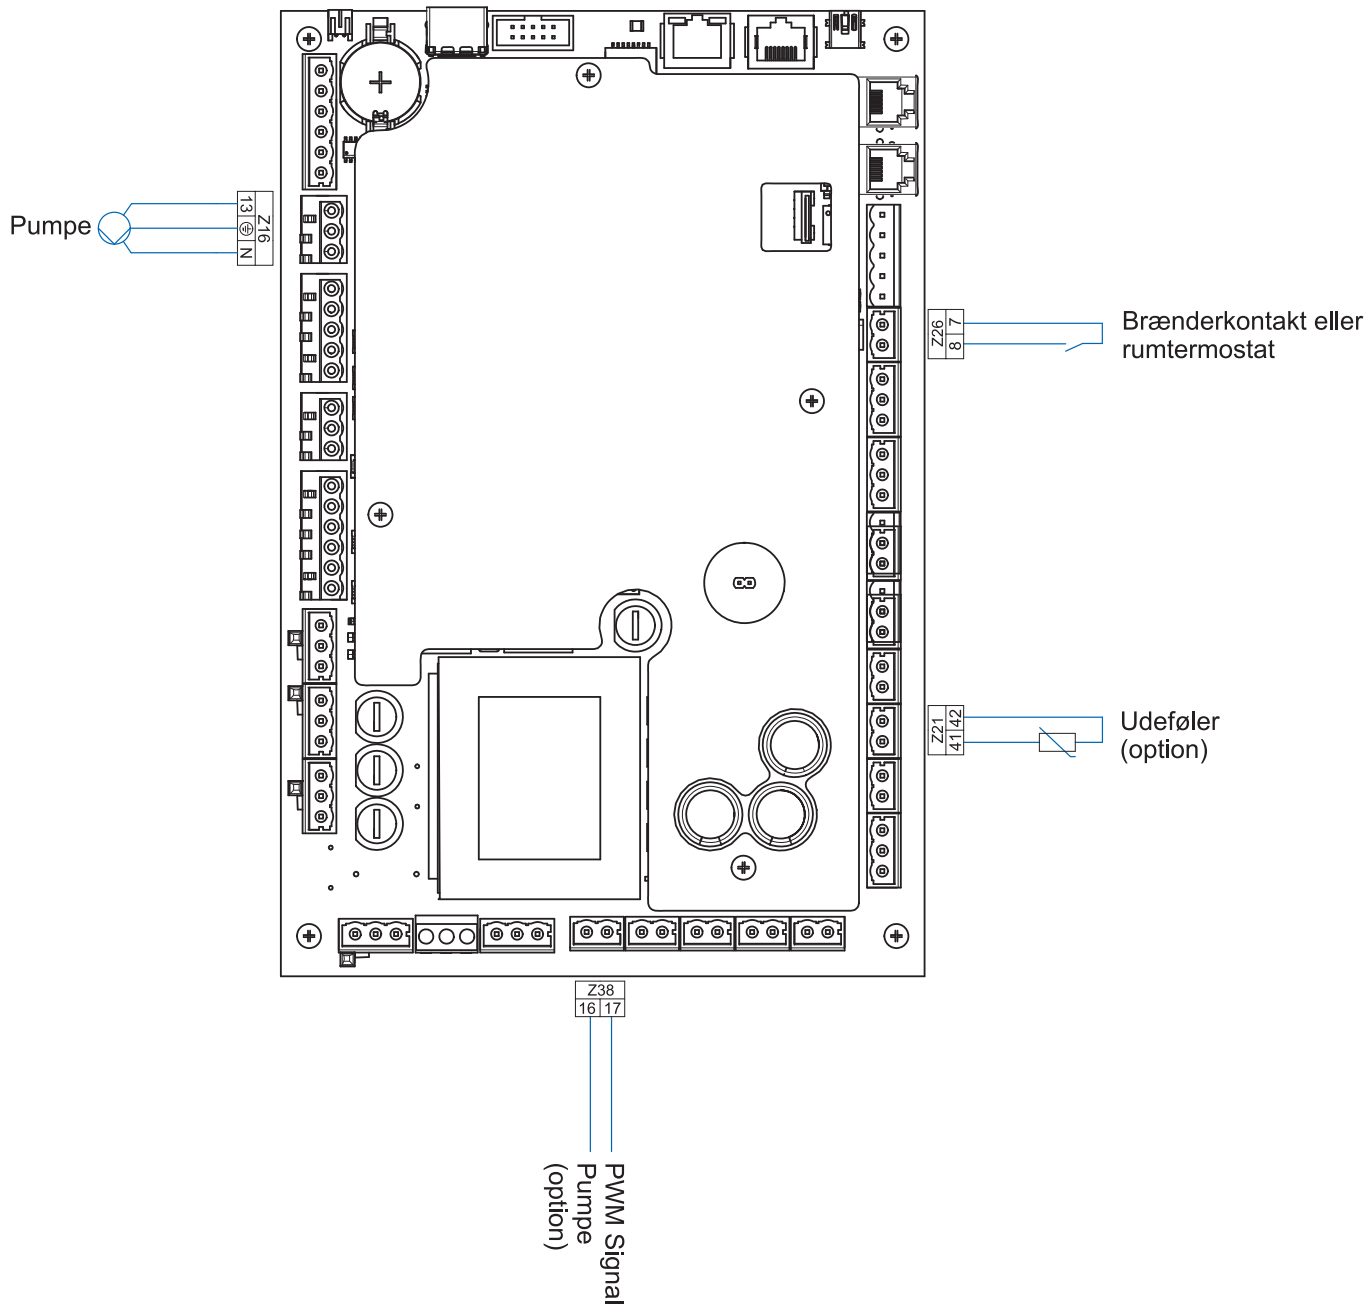 Pumpe
13
N
Z16
Z26
7
8
Brænderkontakt eller
rumtermostat
Z21
42
41
Udeføler
(option)
Z38
16 17
PWM Signal
Pumpe
(option)